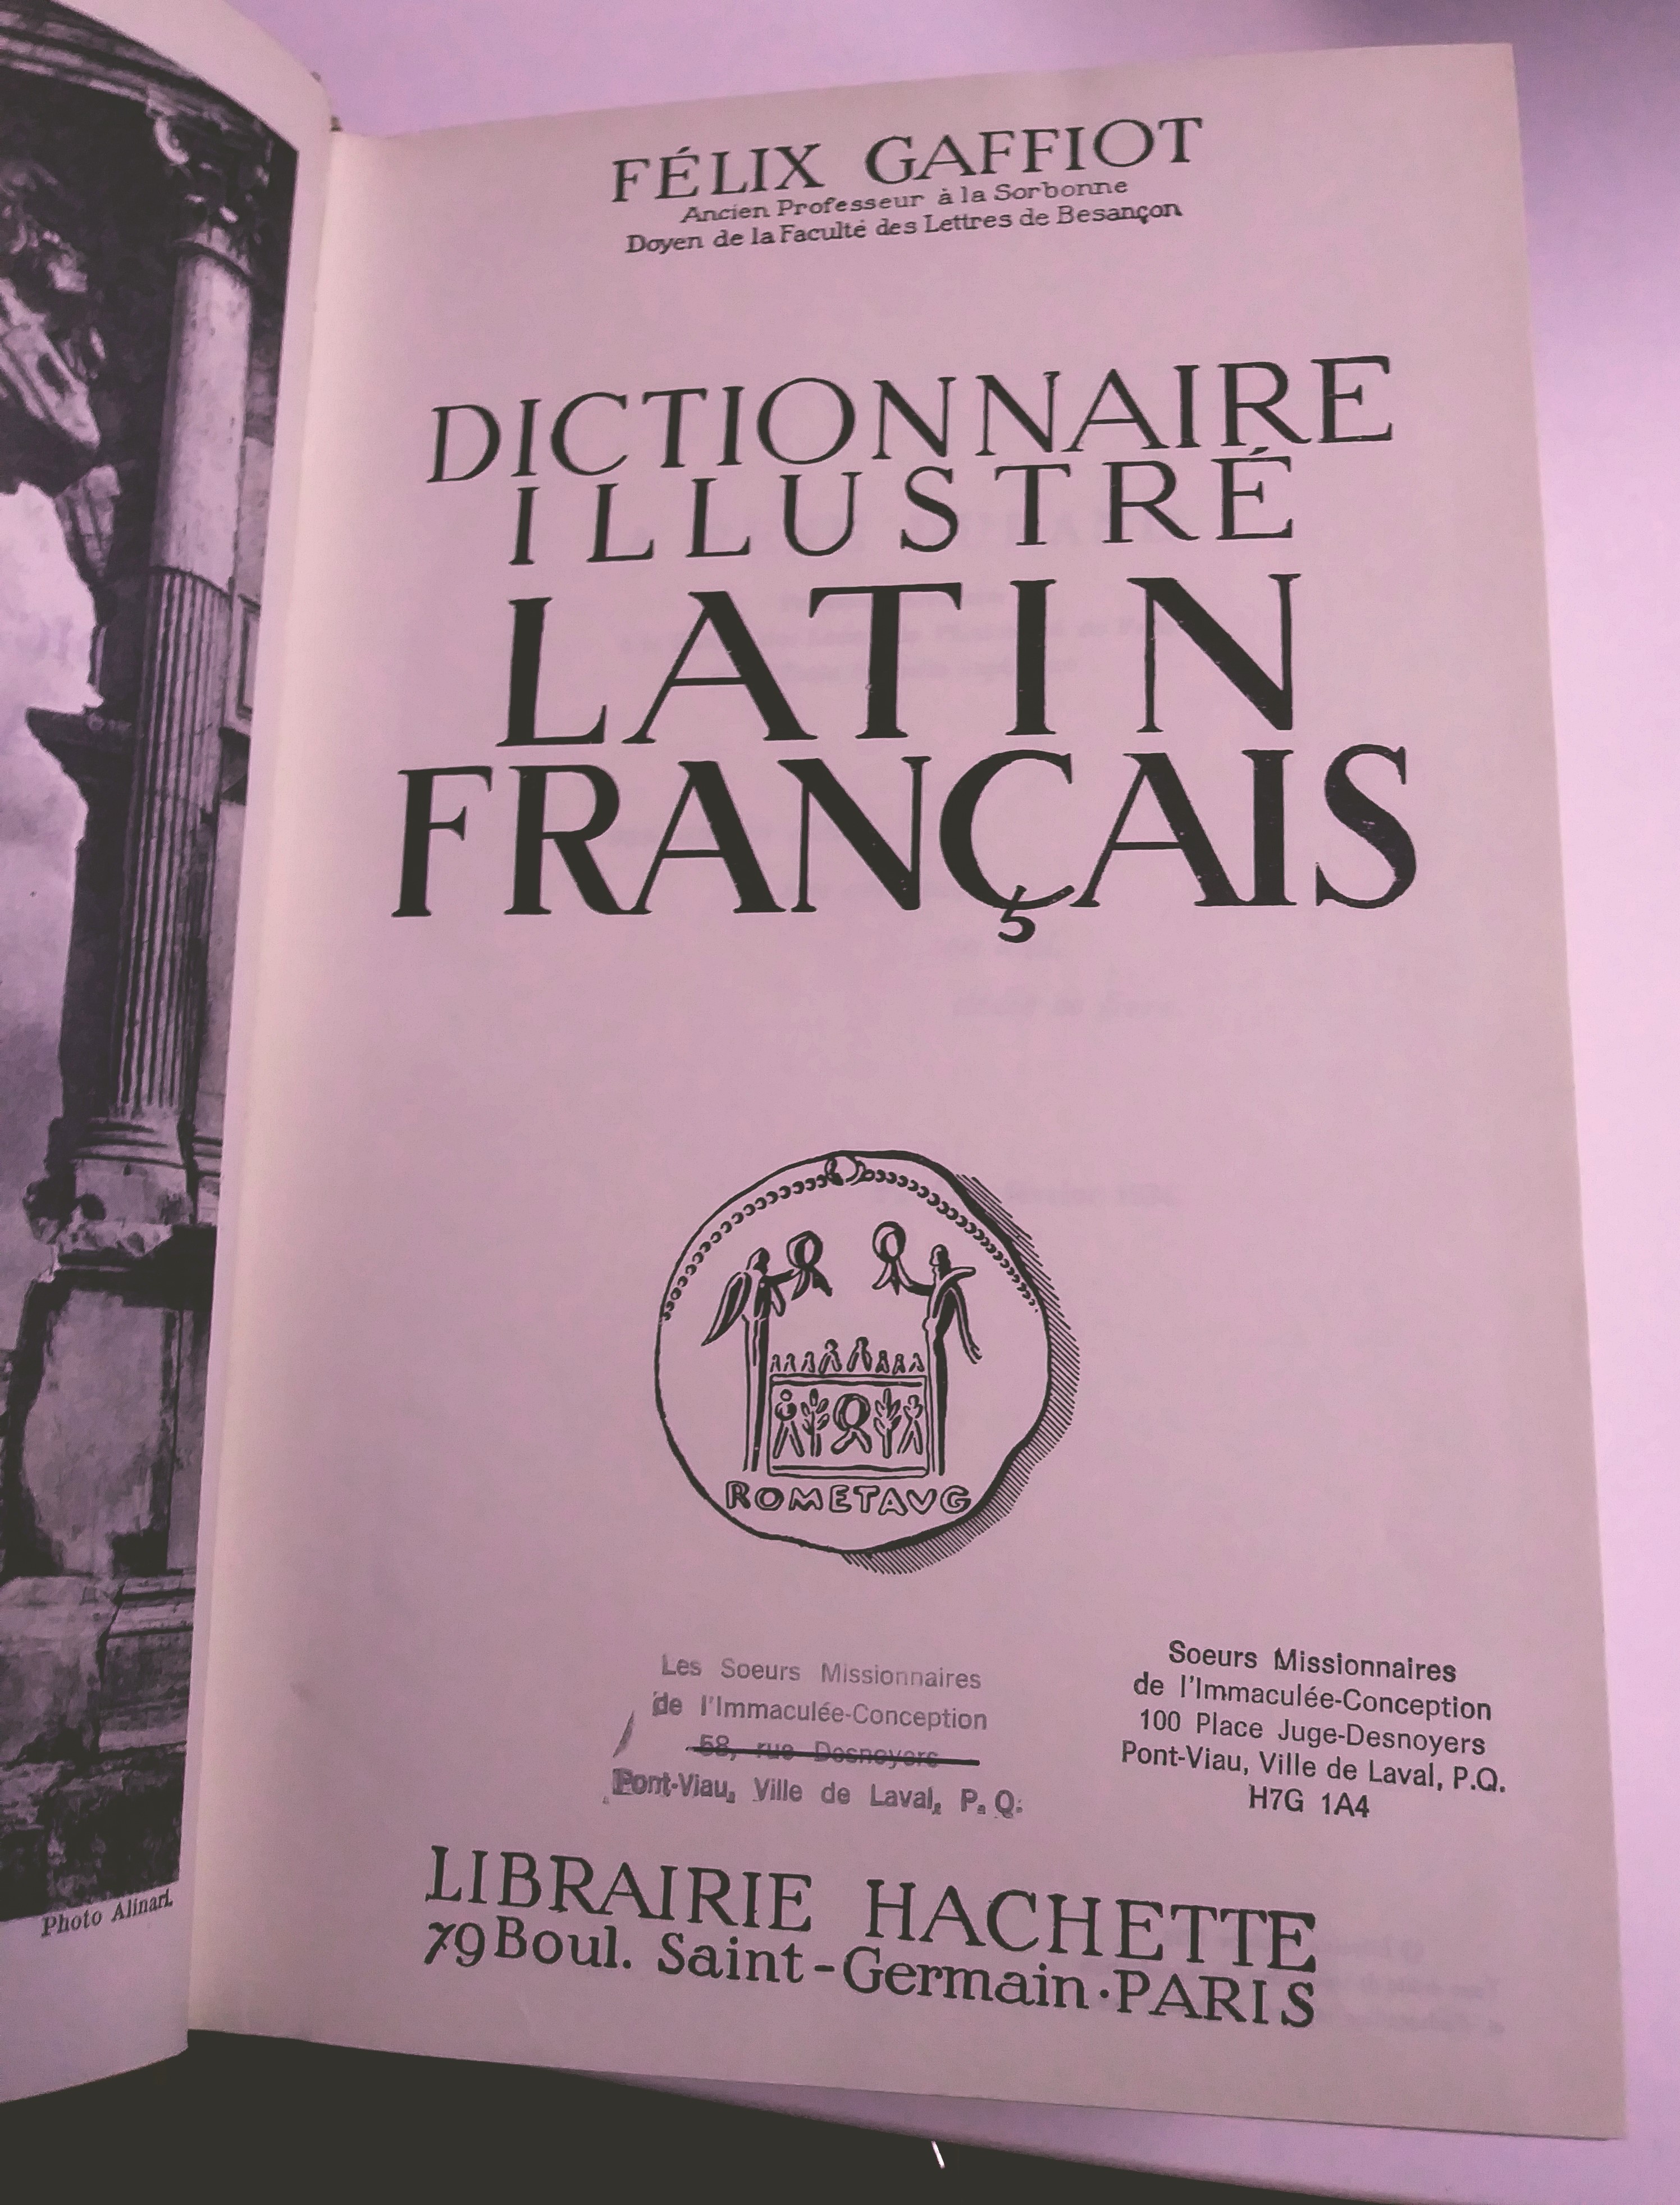 FÉLIX GAFFIOT
Ancien Professeur à la Sorbonne
Doyen de la Faculté des Lettres de Besançon
DICTIONNAIRE
ILLUSTRÉ
LATIN
FRANÇAIS
ROMETAVG
Les Soeurs Missionnaires
de l'Immaculée-Conception
58, rue Desnoyers
Pont-Viau, Ville de Laval, P. Q.
Soeurs Missionnaires
de l'Immaculée-Conception
100 Place Juge-Desnoyers
Pont-Viau, Ville de Laval, P.Q.
H7G 1A4
LIBRAIRIE HACHETTE
79 Boul. Saint-Germain·PARIS
Photo Alinari.